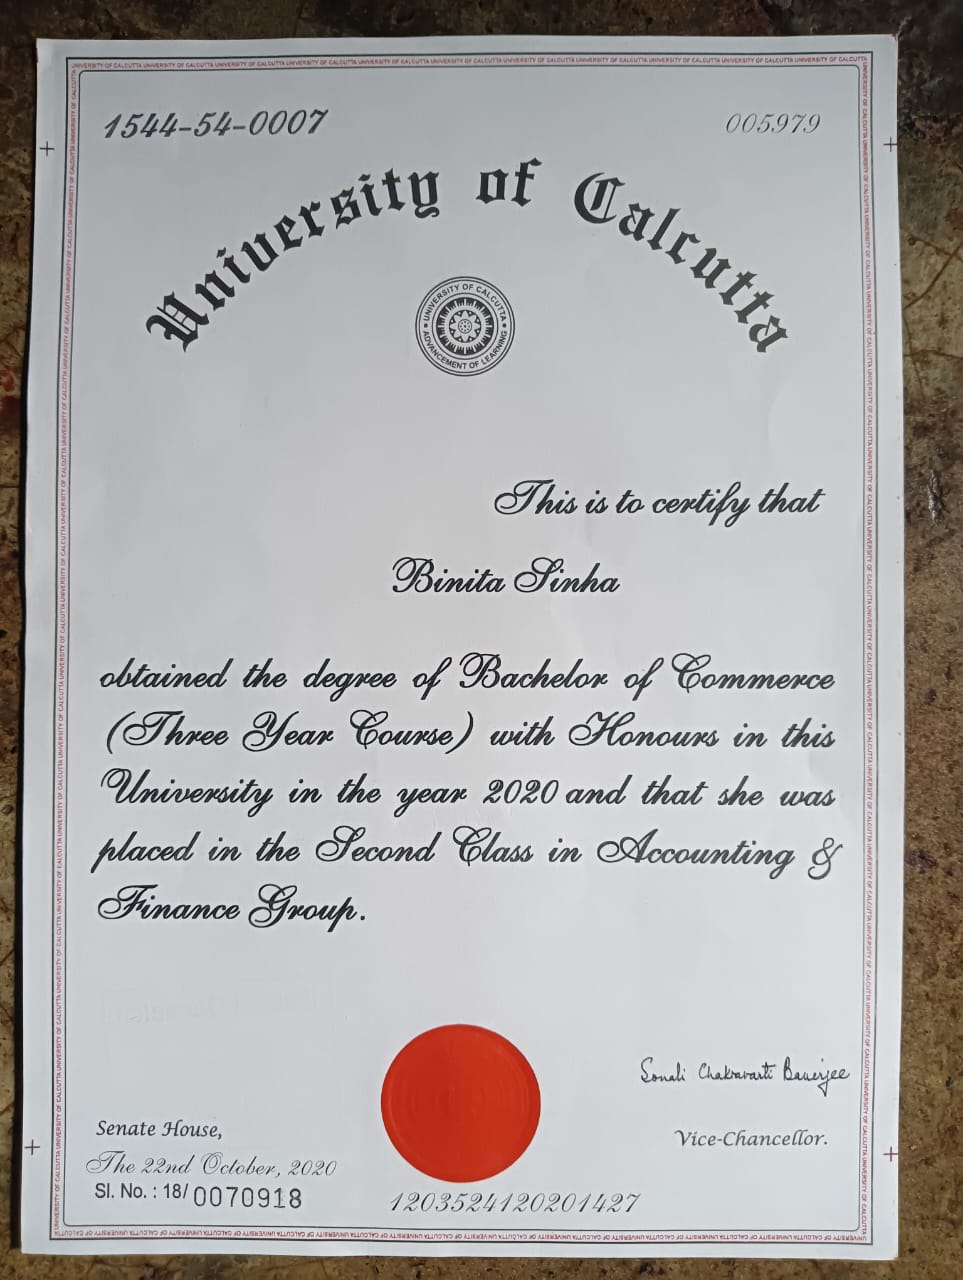 1544-54-0007
005979
University of Calcutta
UNIVERSITY OF CALCUTTA
ADVANCEMENT OF LEARNING
This is to certify that
Binita Sinha
obtained the degree of Bachelor of Commerce
(Three Year Course) with Honours in this
University in the year 2020 and that she was
placed in the Second Class in Accounting &
Finance Group.
Sonali Chakravarti Banerjee
Senate House,
Vice-Chancellor.
The 22nd October, 2020
Sl. No. : 18/ 0070918
1203524120201427